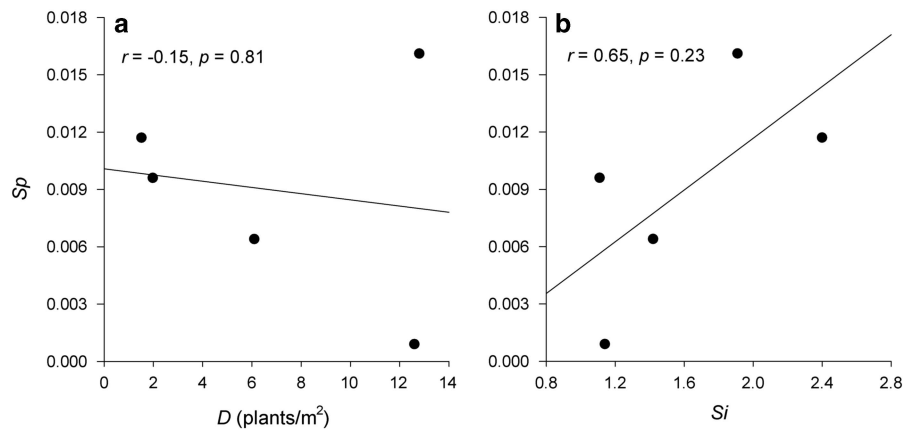 a
r = -0.15, p = 0.81
0.018
0.015
0.012
0.009
0.006
0.003
0.000
Sp
0 2 4 6 8 10 12 14
D (plants/m²)
b
r = 0.65, p = 0.23
0.018
0.015
0.012
0.009
0.006
0.003
0.000
0.8 1.2 1.6 2.0 2.4 2.8
Si